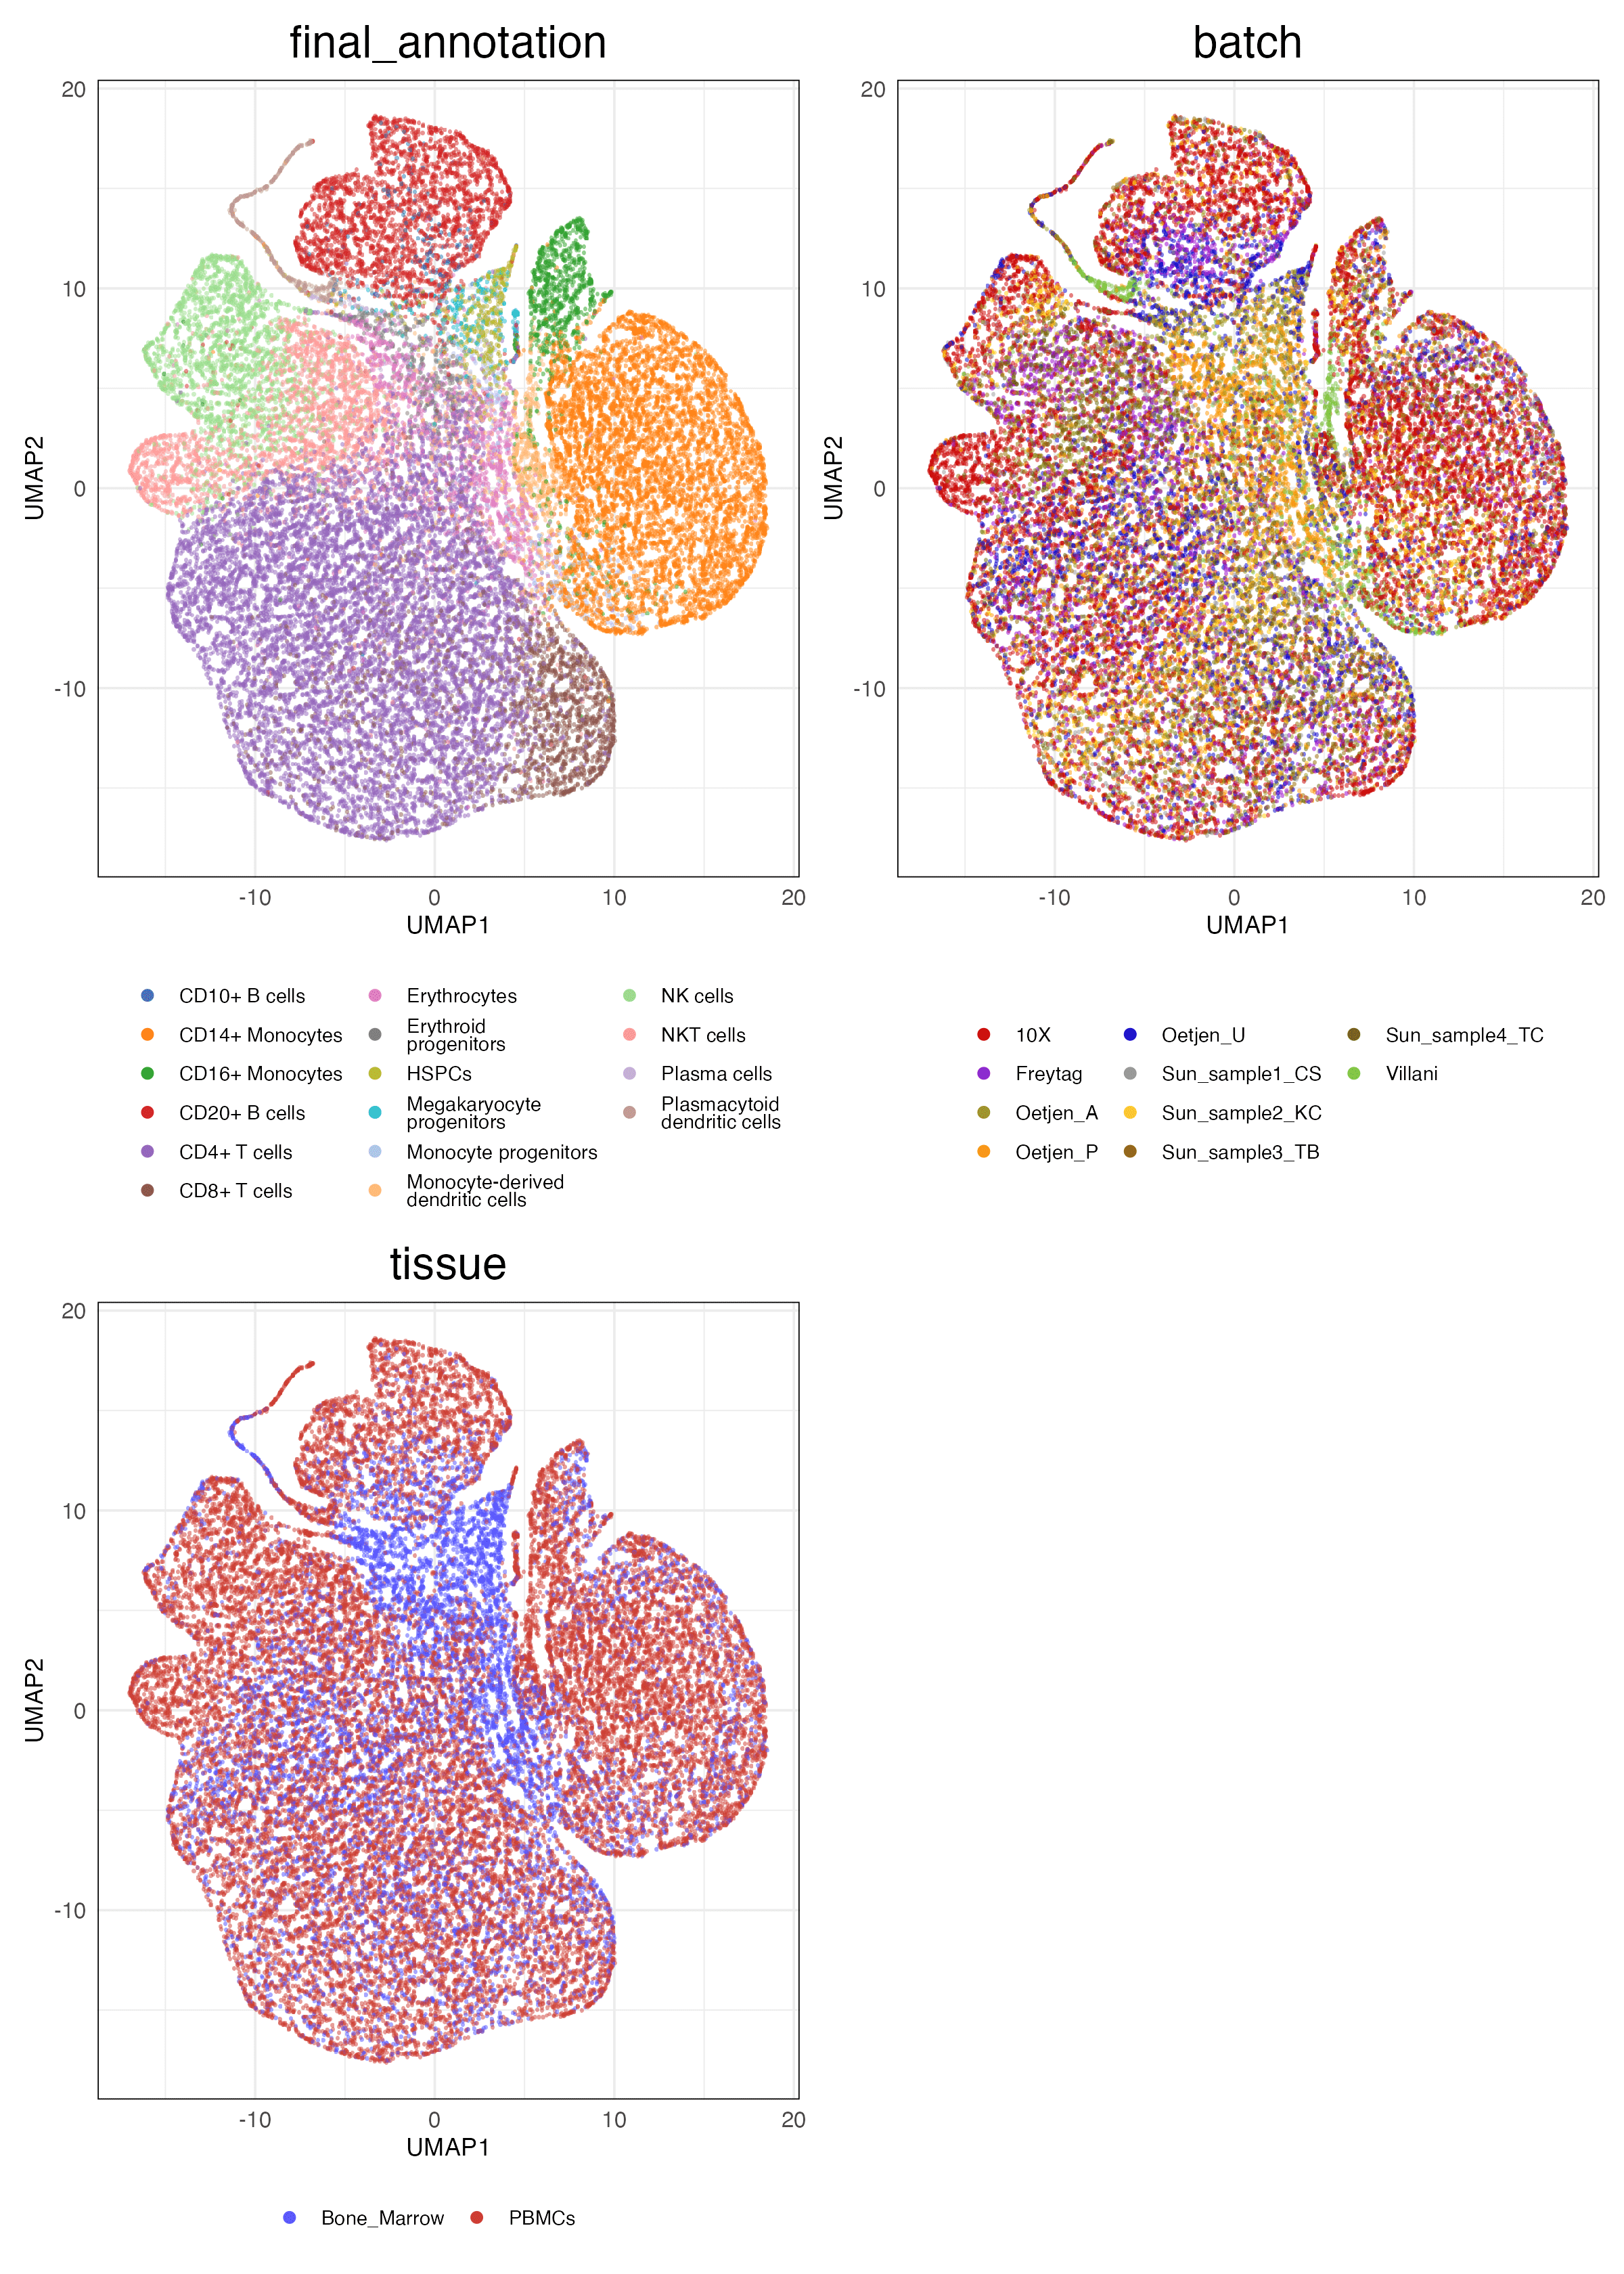 final_annotation
20
10
0
-10
UMAP2
-10
0
10
20
UMAP1
CD10+ B cells
CD14+ Monocytes
CD16+ Monocytes
CD20+ B cells
CD4+ T cells
CD8+ T cells
Erythrocytes
Erythroid
progenitors
HSPCs
Megakaryocyte
progenitors
Monocyte progenitors
Monocyte-derived
dendritic cells
NK cells
NKT cells
Plasma cells
Plasmacytoid
dendritic cells
batch
20
10
0
-10
UMAP2
-10
0
10
20
UMAP1
10X
Freytag
Oetjen_A
Oetjen_P
Oetjen_U
Sun_sample1_CS
Sun_sample2_KC
Sun_sample3_TB
Sun_sample4_TC
Villani
tissue
20
10
0
-10
UMAP2
-10
0
10
20
UMAP1
Bone_Marrow
PBMCs